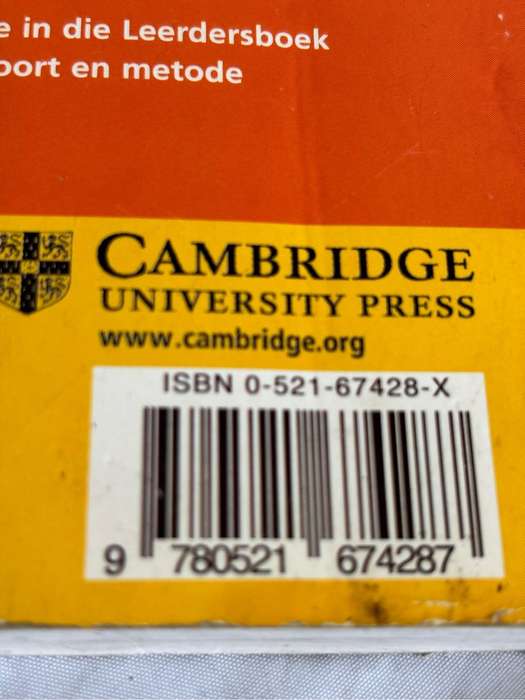 e in die Leerdersboek
oort en metode
CAMBRIDGE
UNIVERSITY PRESS
www.cambridge.org
ISBN 0-521-67428-X
9 780521 674287